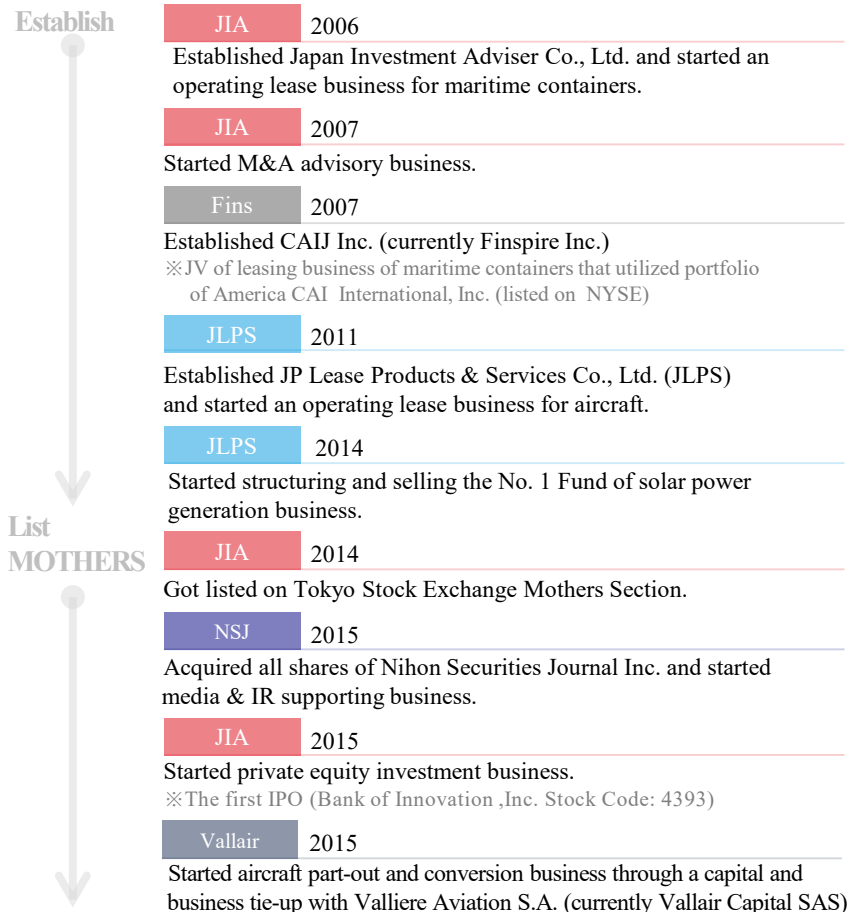 Establish
JIA 2006
Established Japan Investment Adviser Co., Ltd. and started an
operating lease business for maritime containers.
JIA 2007
Started M&A advisory business.
Fins 2007
Established CAIJ Inc. (currently Finspire Inc.)
※JV of leasing business of maritime containers that utilized portfolio
of America CAI International, Inc. (listed on NYSE)
JLPS 2011
Established JP Lease Products & Services Co., Ltd. (JLPS)
and started an operating lease business for aircraft.
JLPS 2014
Started structuring and selling the No. 1 Fund of solar power
generation business.
List
MOTHERS
JIA 2014
Got listed on Tokyo Stock Exchange Mothers Section.
NSJ 2015
Acquired all shares of Nihon Securities Journal Inc. and started
media & IR supporting business.
JIA 2015
Started private equity investment business.
※The first IPO (Bank of Innovation ,Inc. Stock Code: 4393)
Vallair 2015
Started aircraft part-out and conversion business through a capital and
business tie-up with Valliere Aviation S.A. (currently Vallair Capital SAS)